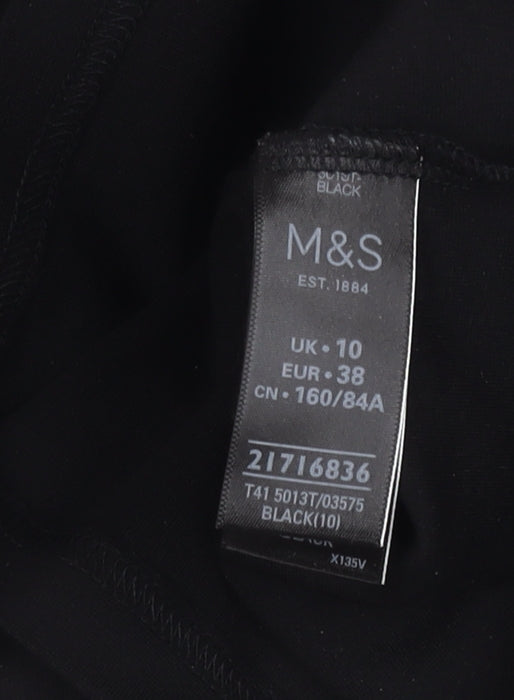 BLACK
M&S
EST. 1884
UK • 10
EUR • 38
CN • 160/84A
21716836
T41 5013T/03575
BLACK(10)
X135V